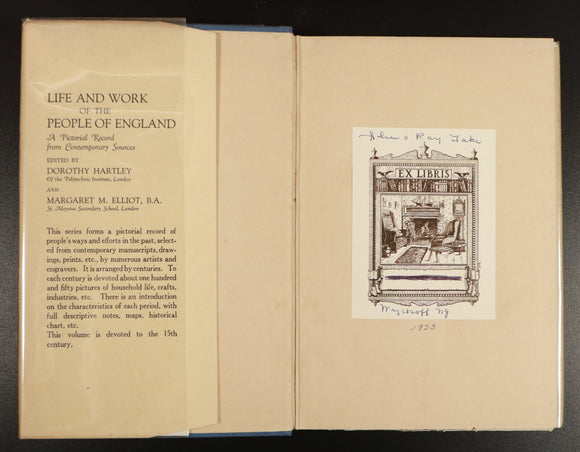 LIFE AND WORK
OF THE
PEOPLE OF ENGLAND
A Pictorial Record
from Contemporary Sources
EDITED BY
DOROTHY HARTLEY
Of the Polytechnic Institute, London
AND
MARGARET M. ELLIOT, B.A.
St. Aloysius Secondary School, London
This series forms a pictorial record of
people's ways and efforts in the past, select-
ed from contemporary manuscripts, draw-
ings, prints, etc., by numerous artists and
engravers. It is arranged by centuries. To
each century is devoted about one hundred
and fifty pictures of household life, crafts,
industries, etc. There is an introduction
on the characteristics of each period, with
full descriptive notes, maps, historical
chart, etc.
This volume is devoted to the 15th
century.
Ray
EX LIBRIS
Wyckoff NJ
1933